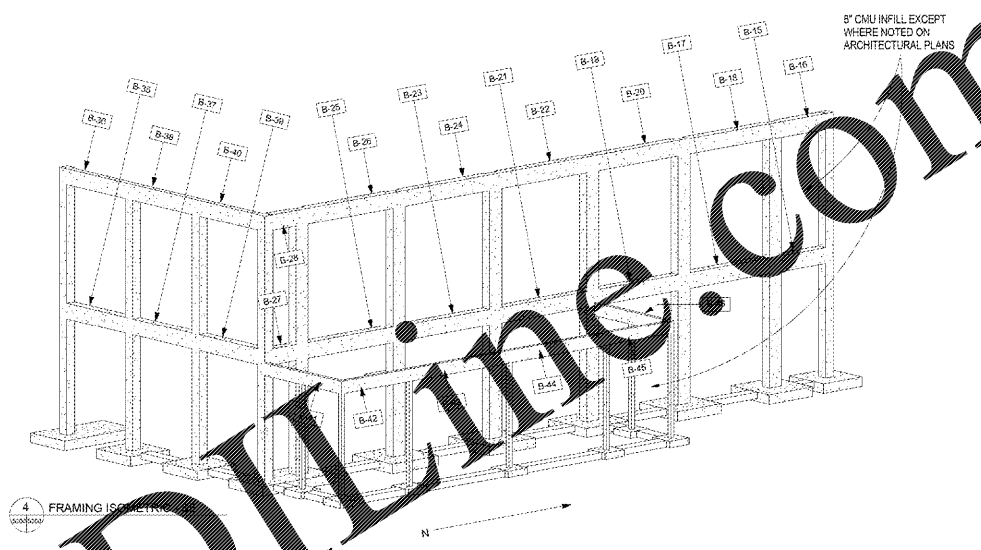 8" CMU INFILL EXCEPT
WHERE NOTED ON
ARCHITECTURAL PLANS
B-15
B-16
B-17
B-18
B-19
B-20
B-21
B-22
B-23
B-24
B-25
B-26
B-35
B-36
B-37
B-38
B-39
B-40
B-28
B-27
B-45
B-44
B-42
4
FRAMING ISOMETRIC
N
DLine.com